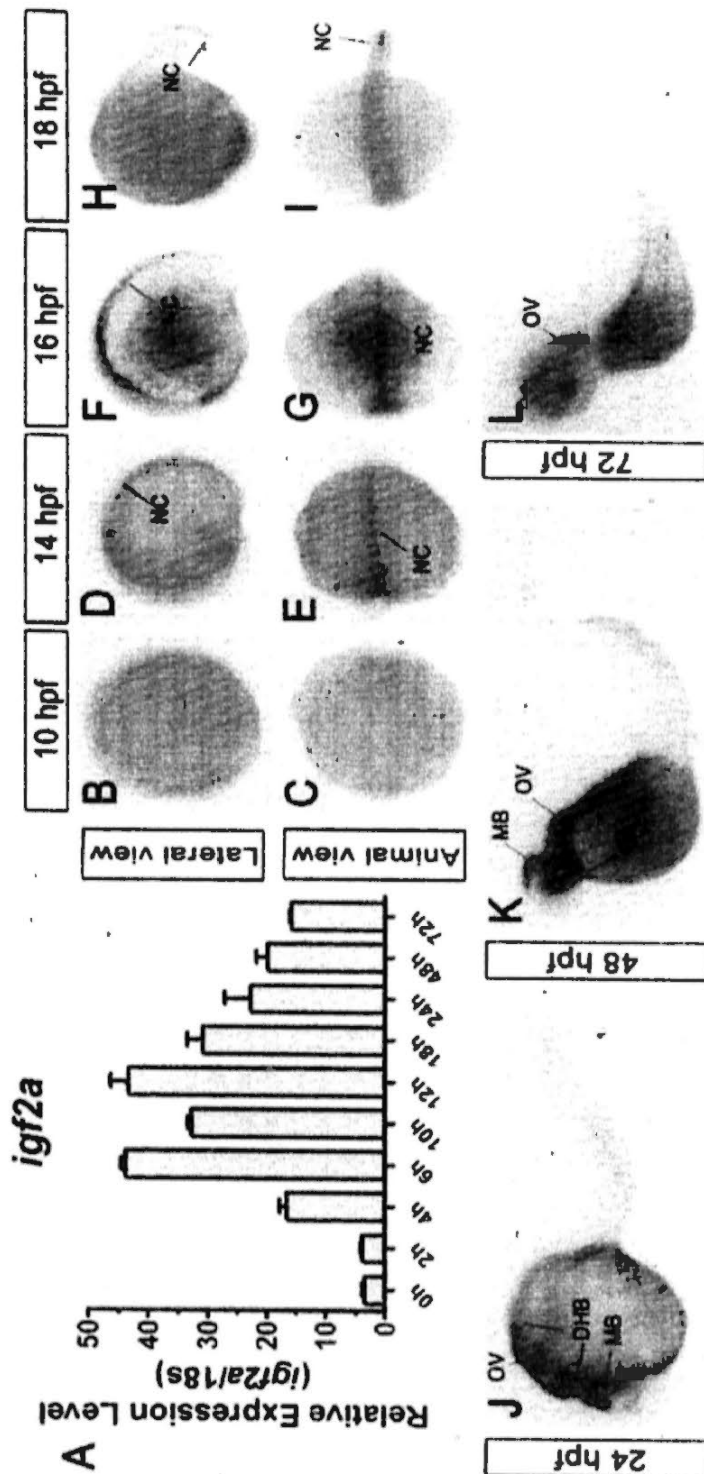 igf2a
A
Relative Expression Level
(igf2a/18s)
50
40
30
20
10
0
0h
2h
4h
6h
10h
12h
18h
24h
48h
72h
Lateral view
Animal view
10 hpf
14 hpf
16 hpf
18 hpf
B
D
NC
F
NC
H
NC
C
E
NC
G
NC
I
NC
24 hpf
J
OV
DHB
MB
48 hpf
K
MB
OV
72 hpf
L
OV